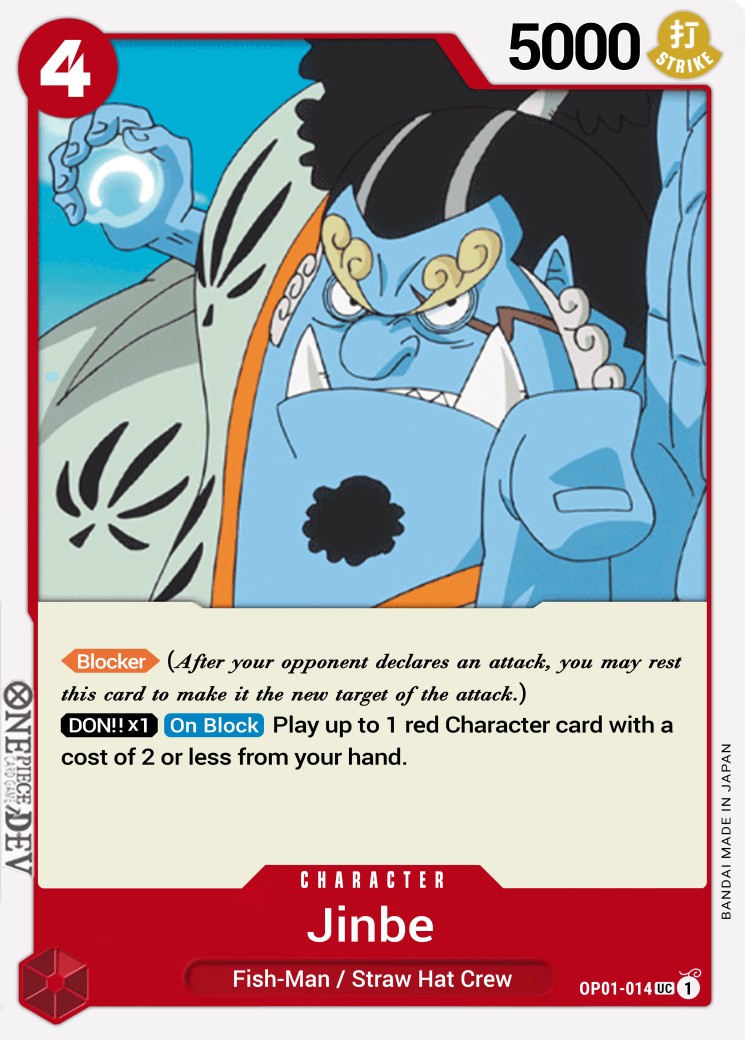 4
5000
打
STRIKE
Blocker (After your opponent declares an attack, you may rest
this card to make it the new target of the attack.)
DON!! x1 On Block Play up to 1 red Character card with a
cost of 2 or less from your hand.
ONE PIECE
CARD GAME
DEV
BANDAI MADE IN JAPAN
CHARACTER
Jinbe
Fish-Man / Straw Hat Crew
OP01-014 UC 1